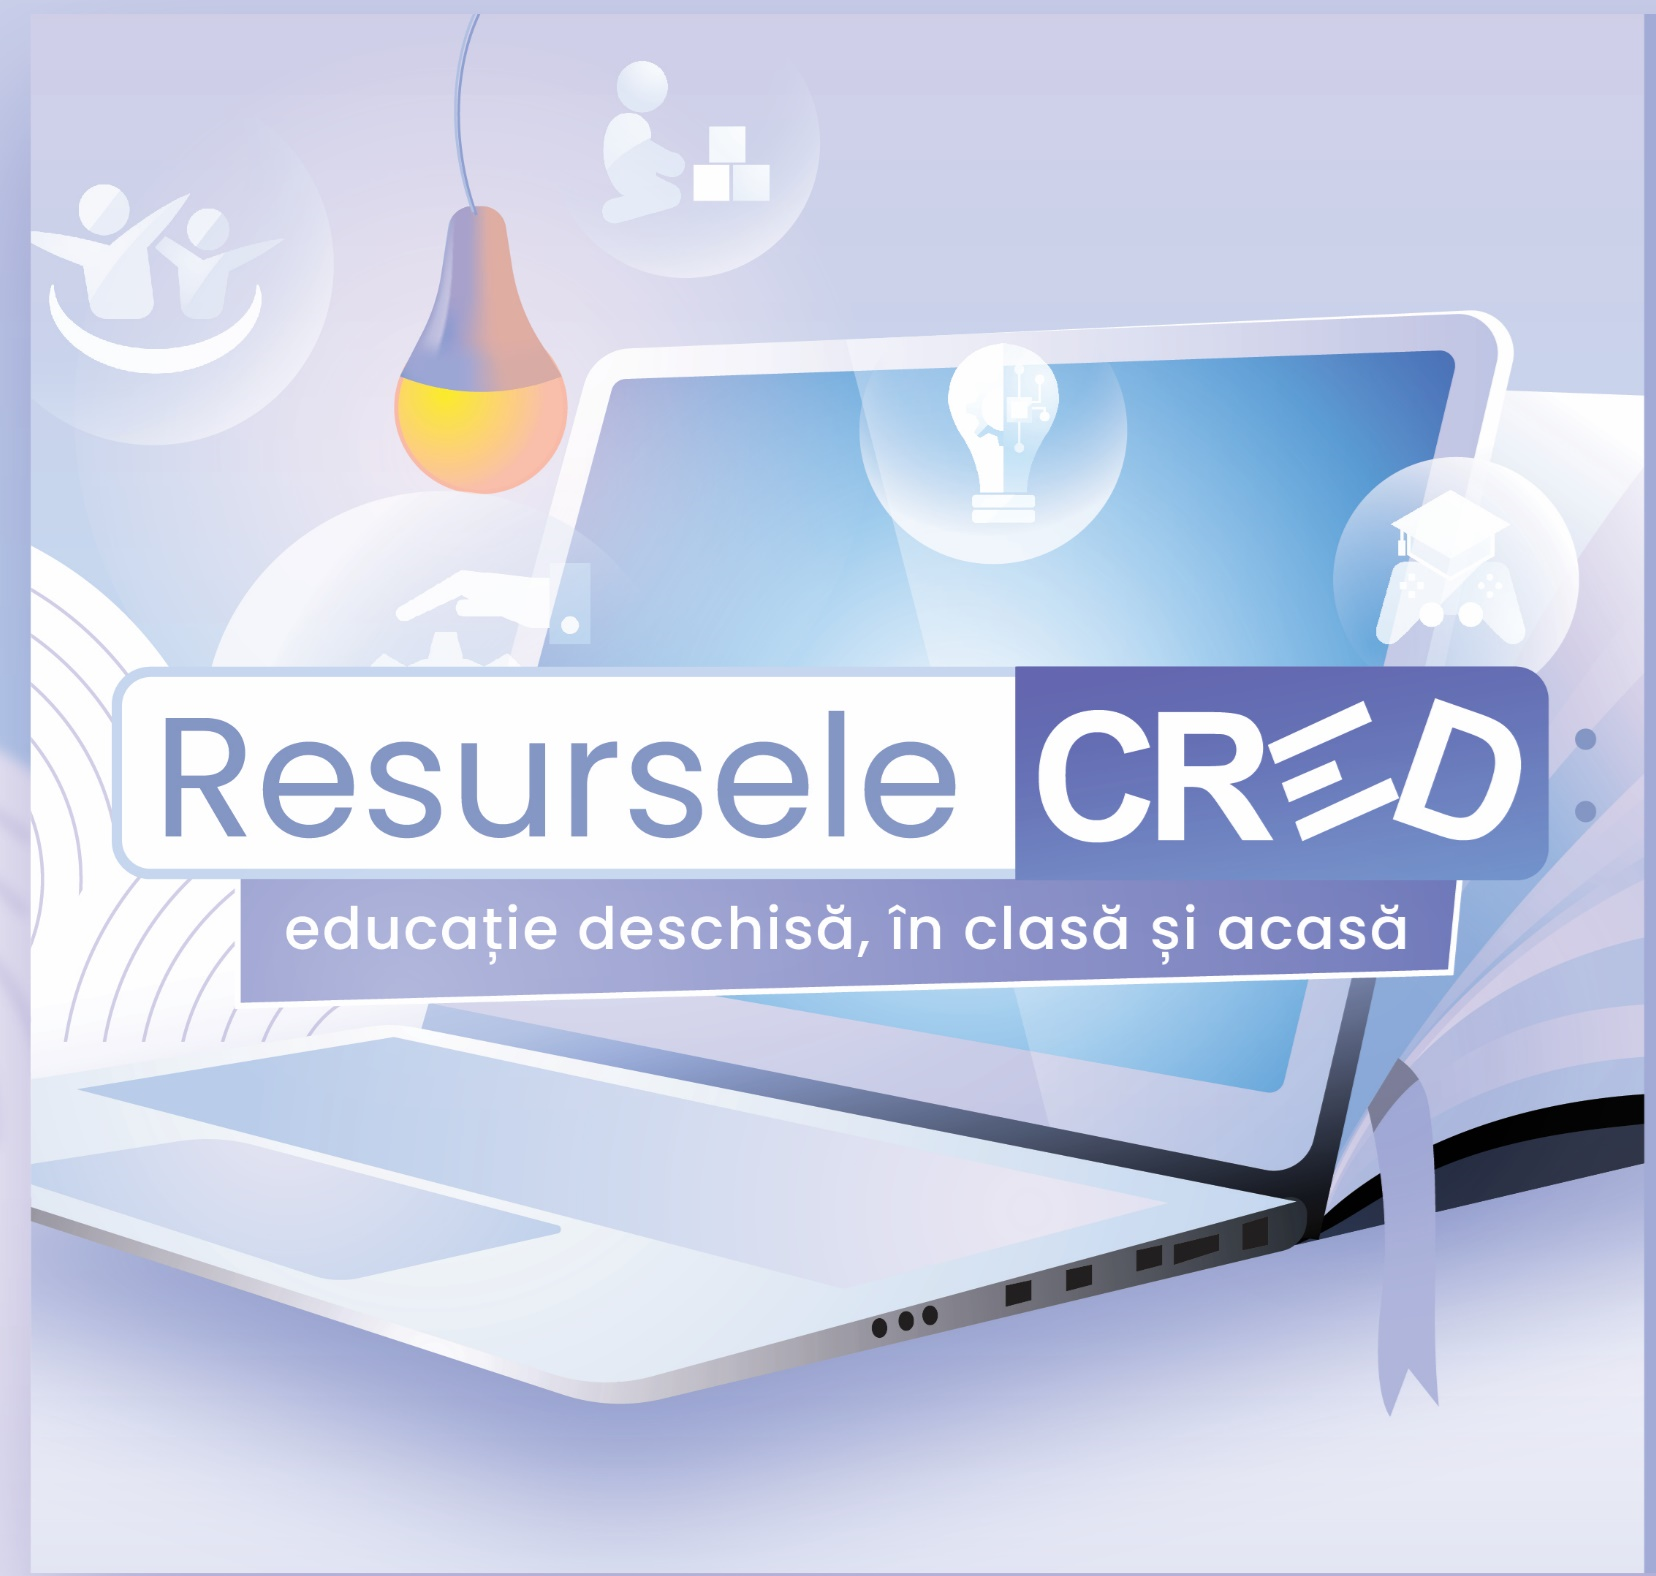 Resursele CRED
educație deschisă, în clasă și acasă